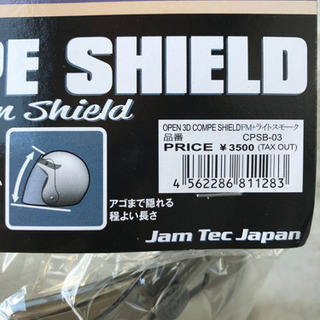 PE SHIELD
n Shield
OPEN 3D COMPE SHIELDFM+ライトスモーク
品番 CPSB-03
PRICE ¥3500 (TAX OUT)
4 562286 811283
アゴまで隠れる
程よい長さ
Jam Tec Japan